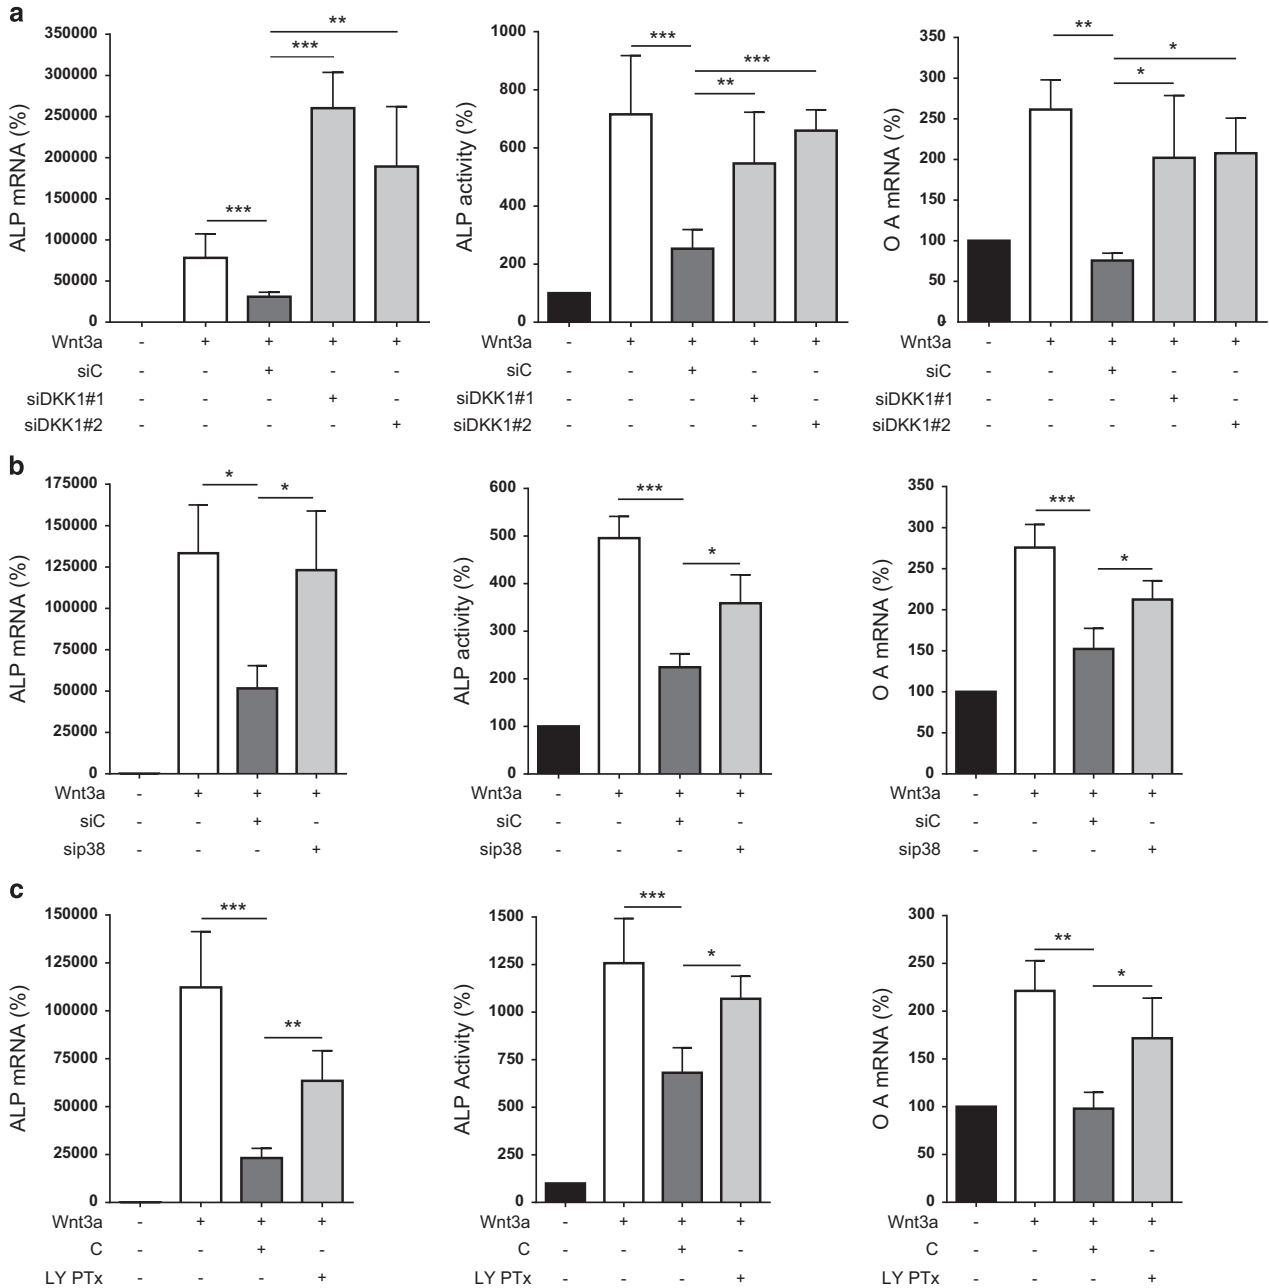 a
ALP mRNA (%)
350000
300000
250000
200000
150000
100000
50000
0
*** *** **
Wnt3a - + + + +
siC - - + - -
siDKK1#1 - - - + -
siDKK1#2 - - - - +
ALP activity (%)
1000
800
600
400
200
0
*** ** ***
Wnt3a - + + + +
siC - - + - -
siDKK1#1 - - - + -
siDKK1#2 - - - - +
O A mRNA (%)
350
300
250
200
150
100
50
0
** * *
Wnt3a - + + + +
siC - - + - -
siDKK1#1 - - - + -
siDKK1#2 - - - - +
b
ALP mRNA (%)
175000
150000
125000
100000
75000
50000
25000
0
* *
Wnt3a - + + +
siC - - + -
sip38 - - - +
ALP activity (%)
600
500
400
300
200
100
0
*** *
Wnt3a - + + +
siC - - + -
sip38 - - - +
O A mRNA (%)
350
300
250
200
150
100
50
0
*** *
Wnt3a - + + +
siC - - + -
sip38 - - - +
c
ALP mRNA (%)
150000
125000
100000
75000
50000
25000
0
*** **
Wnt3a - + + +
C - - + -
LY PTx - - - +
ALP Activity (%)
1500
1250
1000
750
500
250
0
*** *
Wnt3a - + + +
C - - + -
LY PTx - - - +
O A mRNA (%)
300
250
200
150
100
50
0
** *
Wnt3a - + + +
C - - + -
LY PTx - - - +